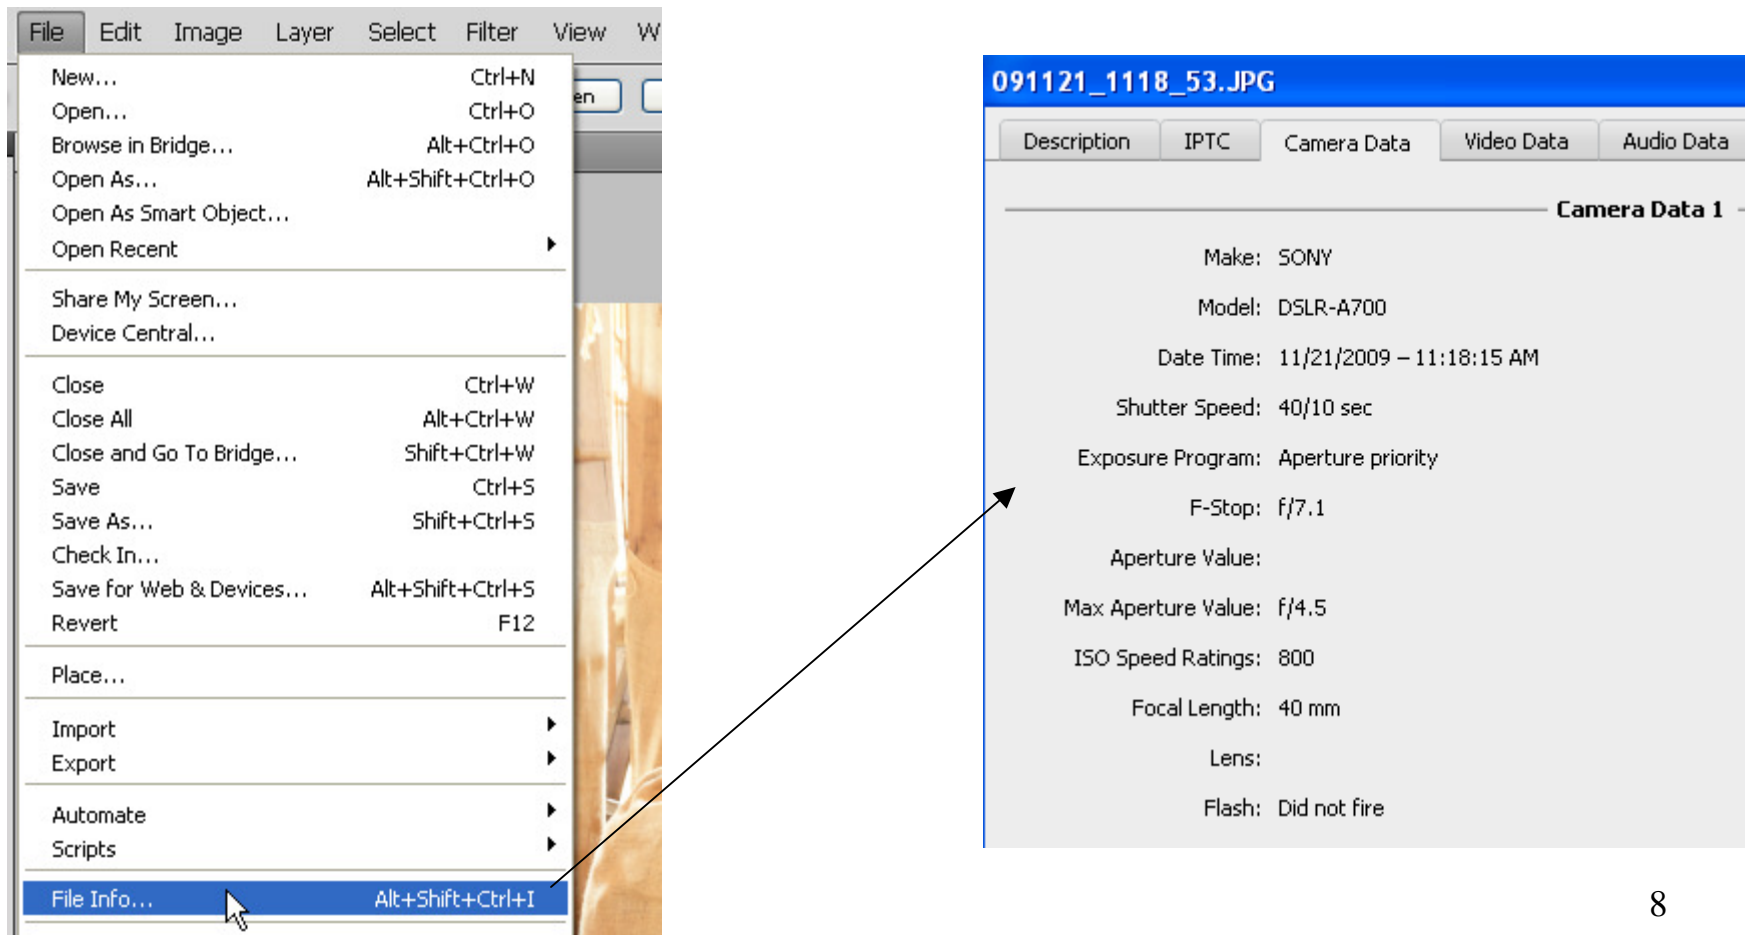 File Edit Image Layer Select Filter View W
New... Ctrl+N
en
Open... Ctrl+O
Browse in Bridge... Alt+Ctrl+O
Open As... Alt+Shift+Ctrl+O
Open As Smart Object...
Open Recent
Share My Screen...
Device Central...
Close Ctrl+W
Close All Alt+Ctrl+W
Close and Go To Bridge... Shift+Ctrl+W
Save Ctrl+S
Save As... Shift+Ctrl+S
Check In...
Save for Web & Devices... Alt+Shift+Ctrl+S
Revert F12
Place...
Import
Export
Automate
Scripts
File Info... Alt+Shift+Ctrl+I
091121_1118_53.JPG
Description IPTC Camera Data Video Data Audio Data
Camera Data 1
Make: SONY
Model: DSLR-A700
Date Time: 11/21/2009 – 11:18:15 AM
Shutter Speed: 40/10 sec
Exposure Program: Aperture priority
F-Stop: f/7.1
Aperture Value:
Max Aperture Value: f/4.5
ISO Speed Ratings: 800
Focal Length: 40 mm
Lens:
Flash: Did not fire
8